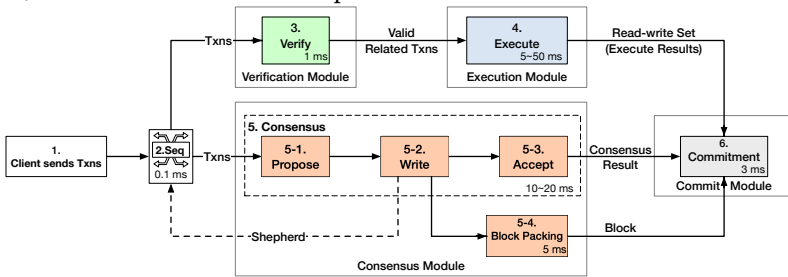 1.
Client sends Txns
2.Seq
0.1 ms
Txns
3.
Verify
1 ms
Verification Module
Valid
Related Txns
4.
Execute
5~50 ms
Execution Module
Read-write Set
(Execute Results)
Txns
5. Consensus
5-1.
Propose
5-2.
Write
5-3.
Accept
10~20 ms
Consensus
Result
6.
Commitment
3 ms
Commit Module
Shepherd
5-4.
Block Packing
5 ms
Block
Consensus Module